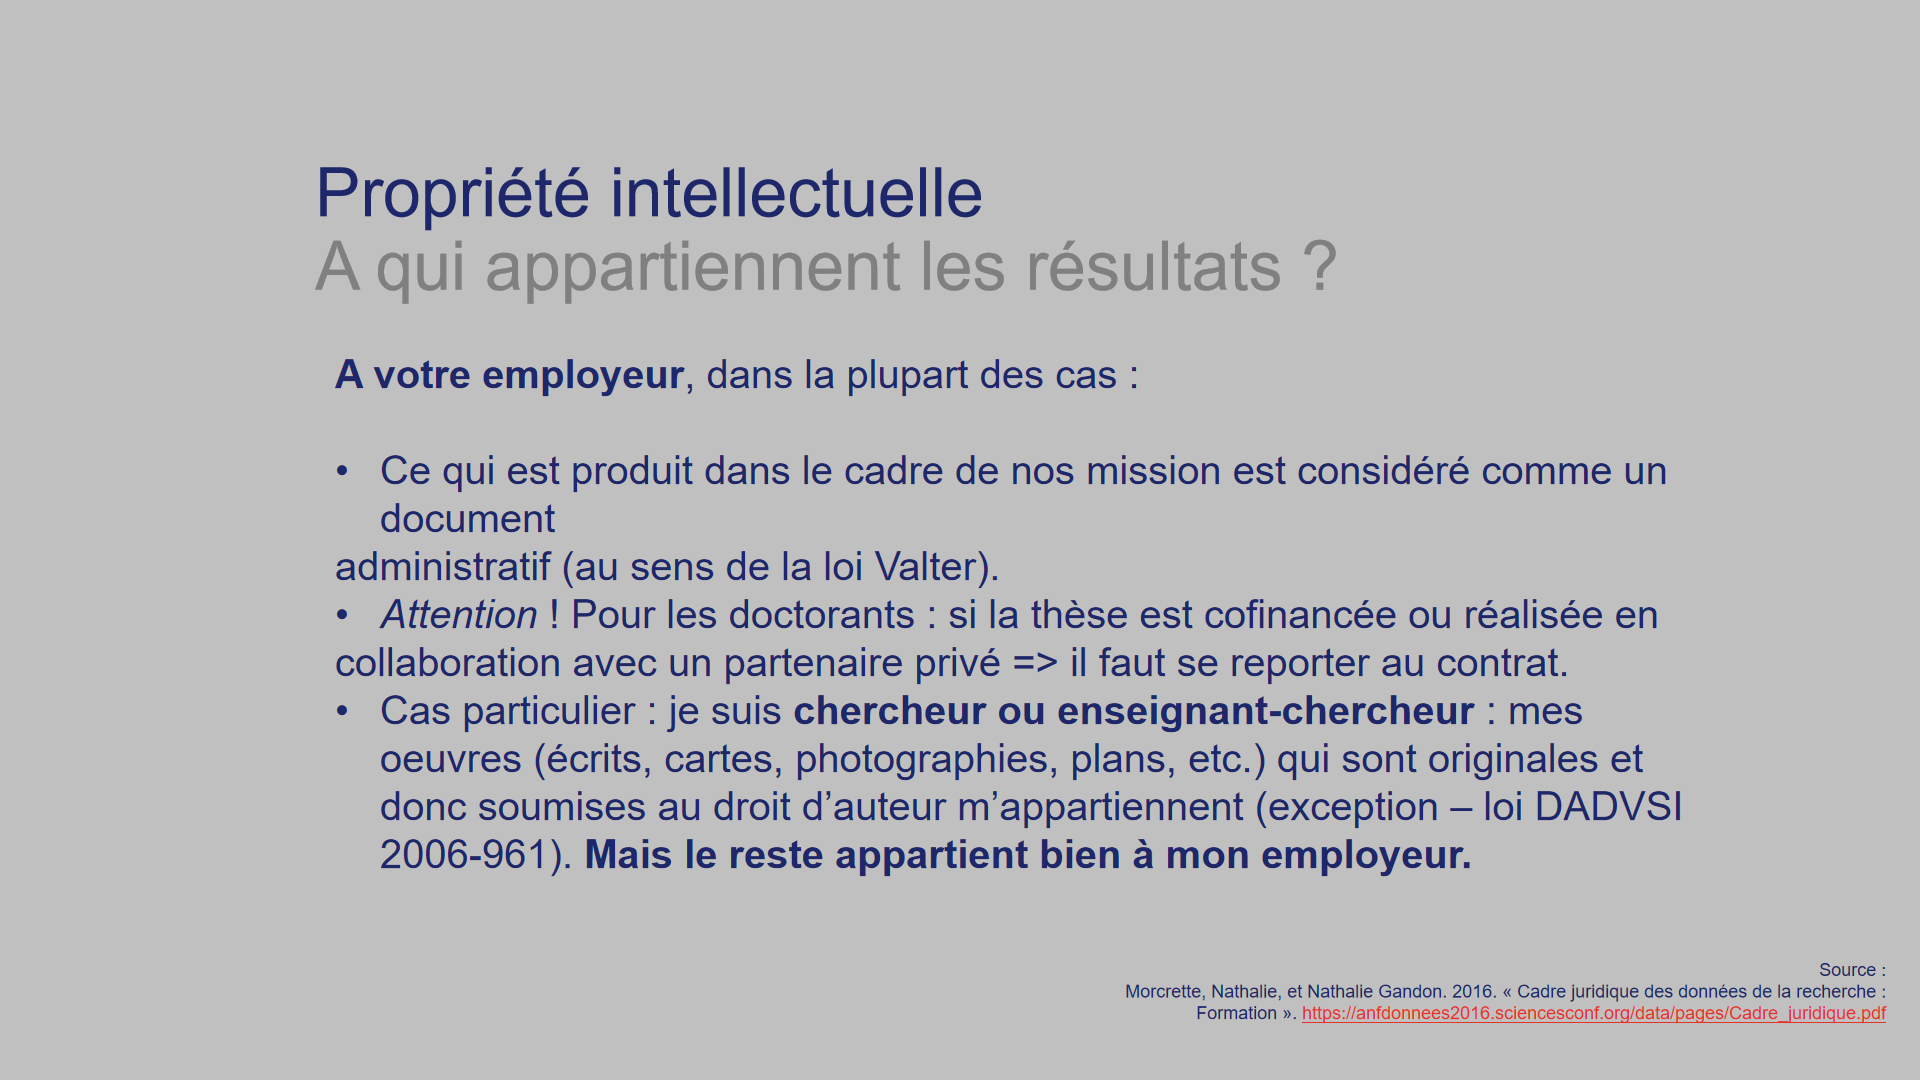 Propriété intellectuelle
A qui appartiennent les résultats ?
A votre employeur, dans la plupart des cas :
• Ce qui est produit dans le cadre de nos mission est considéré comme un
document
administratif (au sens de la loi Valter).
• Attention ! Pour les doctorants : si la thèse est cofinancée ou réalisée en
collaboration avec un partenaire privé => il faut se reporter au contrat.
• Cas particulier : je suis chercheur ou enseignant-chercheur : mes
oeuvres (écrits, cartes, photographies, plans, etc.) qui sont originales et
donc soumises au droit d’auteur m’appartiennent (exception – loi DADVSI
2006-961). Mais le reste appartient bien à mon employeur.
Source :
Morcrette, Nathalie, et Nathalie Gandon. 2016. « Cadre juridique des données de la recherche :
Formation ». https://anfdonnees2016.sciencesconf.org/data/pages/Cadre_juridique.pdf